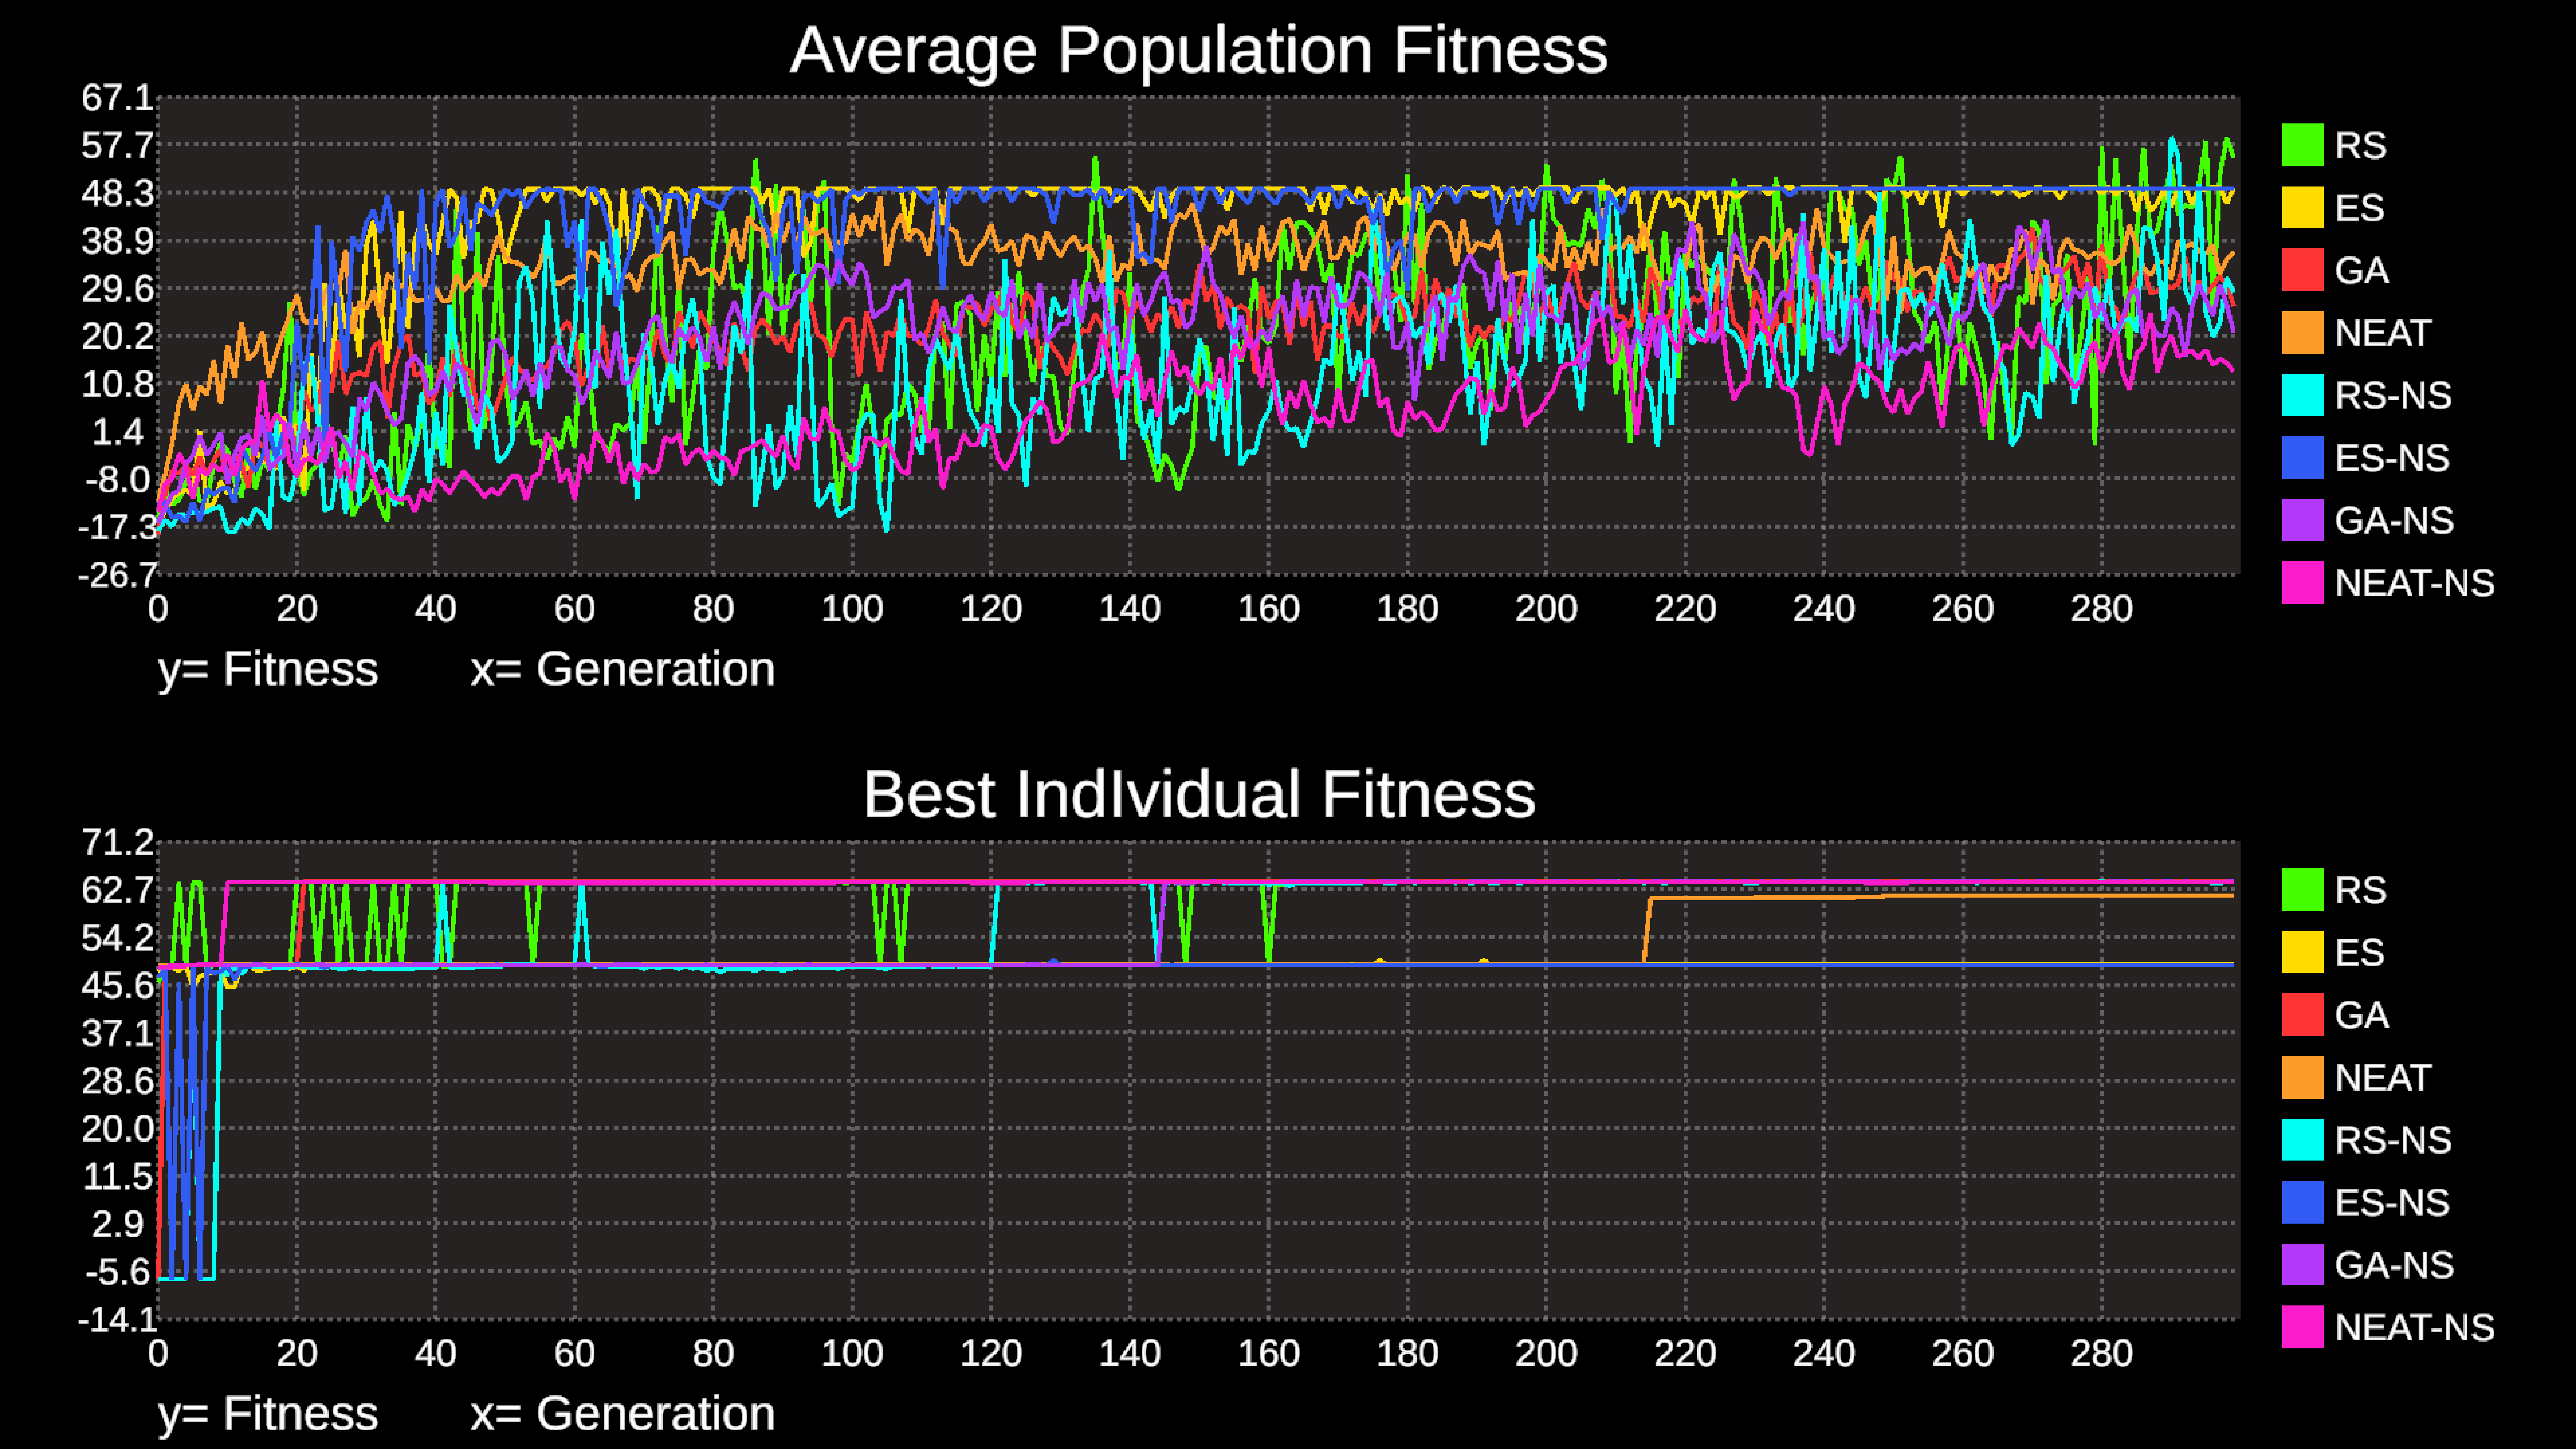 Average Population Fitness
67.1
57.7
48.3
38.9
29.6
20.2
10.8
1.4
-8.0
-17.3
-26.7
0 20 40 60 80 100 120 140 160 180 200 220 240 260 280
y= Fitness x= Generation
RS
ES
GA
NEAT
RS-NS
ES-NS
GA-NS
NEAT-NS
Best IndIvidual Fitness
71.2
62.7
54.2
45.6
37.1
28.6
20.0
11.5
2.9
-5.6
-14.1
0 20 40 60 80 100 120 140 160 180 200 220 240 260 280
y= Fitness x= Generation
RS
ES
GA
NEAT
RS-NS
ES-NS
GA-NS
NEAT-NS